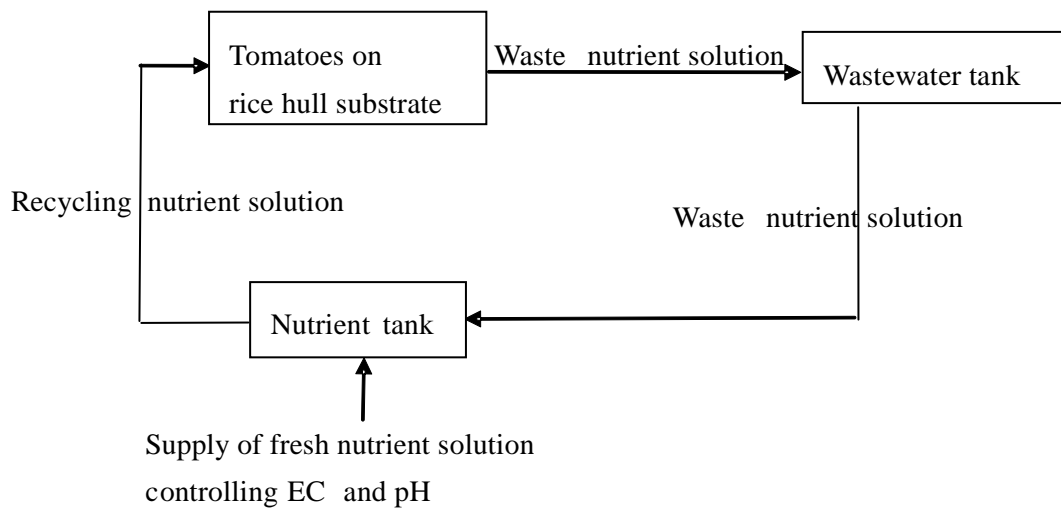 Tomatoes on
rice hull substrate
Waste nutrient solution
Wastewater tank
Recycling nutrient solution
Waste nutrient solution
Nutrient tank
Supply of fresh nutrient solution
controlling EC and pH